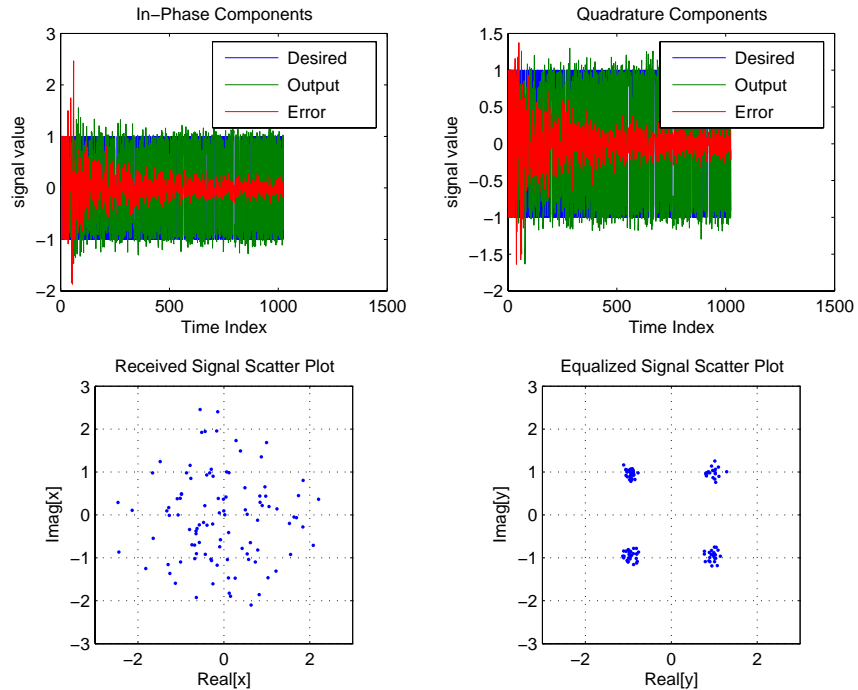 In−Phase Components
3
2
1
0
−1
−2
0
500
1000
1500
signal value
Time Index
Desired
Output
Error
Quadrature Components
1.5
1
0.5
0
−0.5
−1
−1.5
−2
0
500
1000
1500
signal value
Time Index
Desired
Output
Error
Received Signal Scatter Plot
3
2
1
0
−1
−2
−3
−2
0
2
Imag[x]
Real[x]
Equalized Signal Scatter Plot
3
2
1
0
−1
−2
−3
−2
0
2
Imag[y]
Real[y]